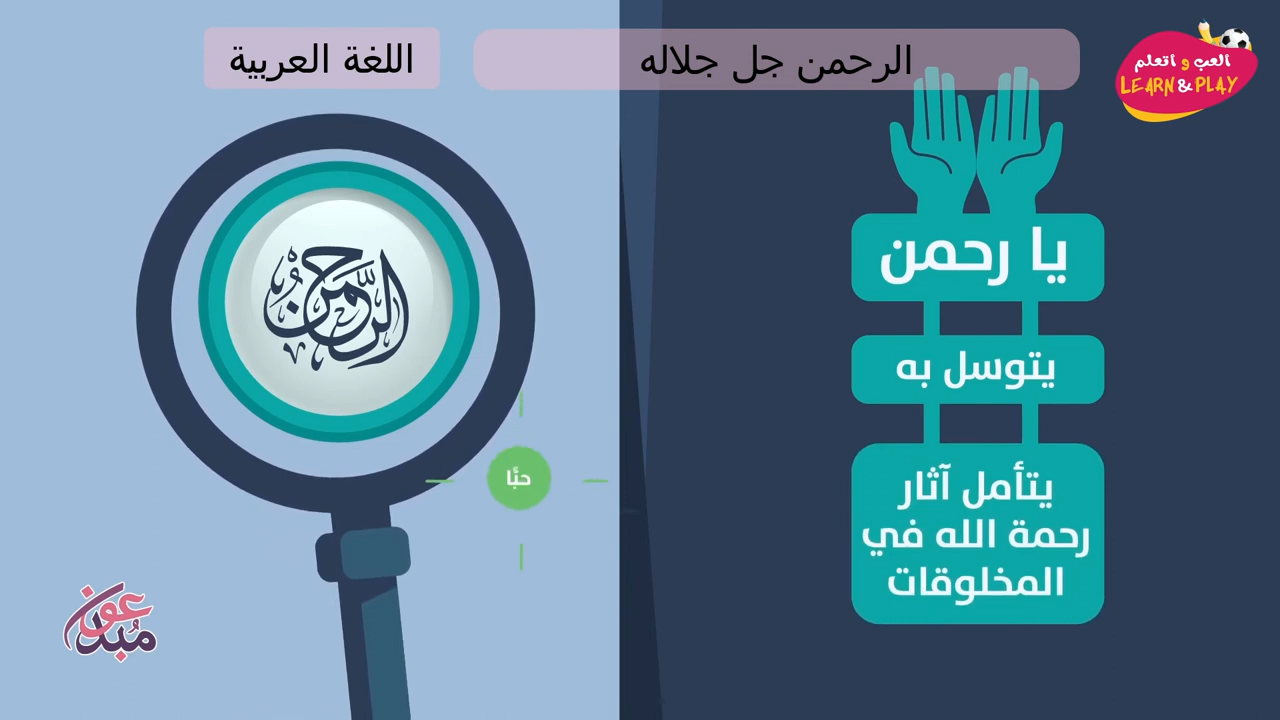 اللغة العربية
الرحمن جل جلاله
العب و أتعلم
LEARN & PLAY
الرحمن
حبًّا
يا رحمن
يتوسل به
يتأمل آثار
رحمة الله في
المخلوقات
مبدعون